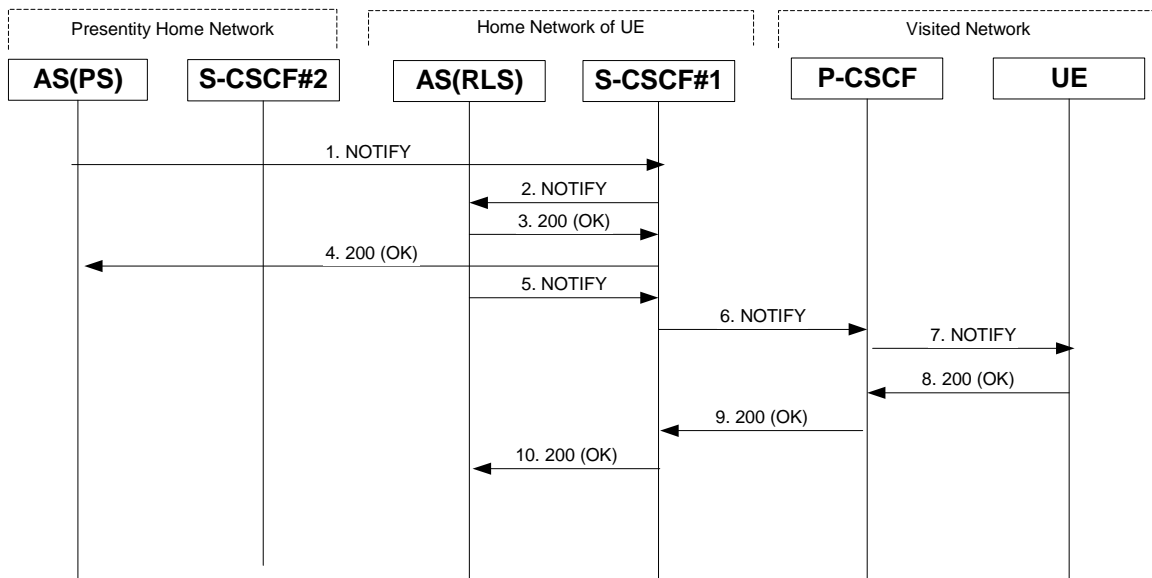 Presentity Home Network
Home Network of UE
Visited Network
AS(PS)
S-CSCF#2
AS(RLS)
S-CSCF#1
P-CSCF
UE
1. NOTIFY
2. NOTIFY
3. 200 (OK)
4. 200 (OK)
5. NOTIFY
6. NOTIFY
7. NOTIFY
8. 200 (OK)
9. 200 (OK)
10. 200 (OK)